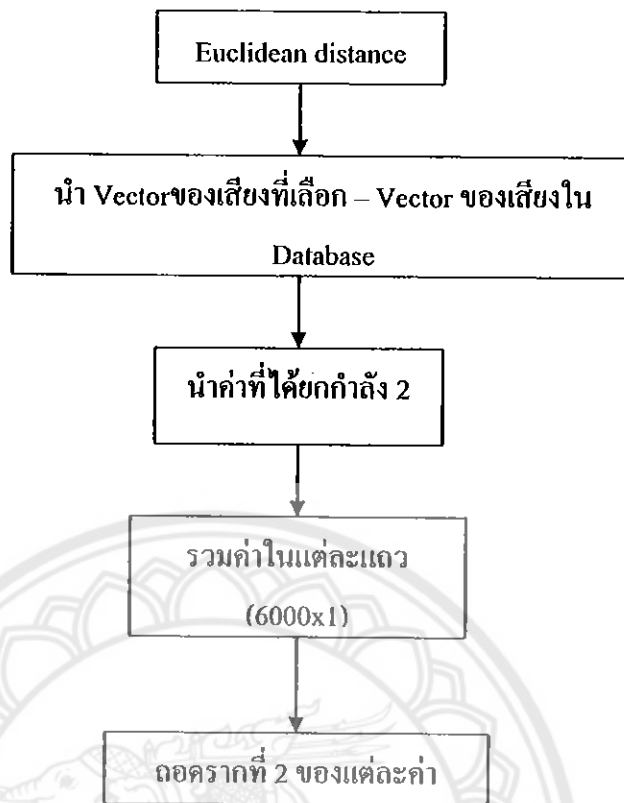 Euclidean distance
นำ Vectorของเสียงที่เลือก – Vector ของเสียงใน
Database
นำค่าที่ได้ยกกำลัง 2
รวมค่าในแต่ละแถว
(6000x1)
ถอดรากที่ 2 ของแต่ละค่า